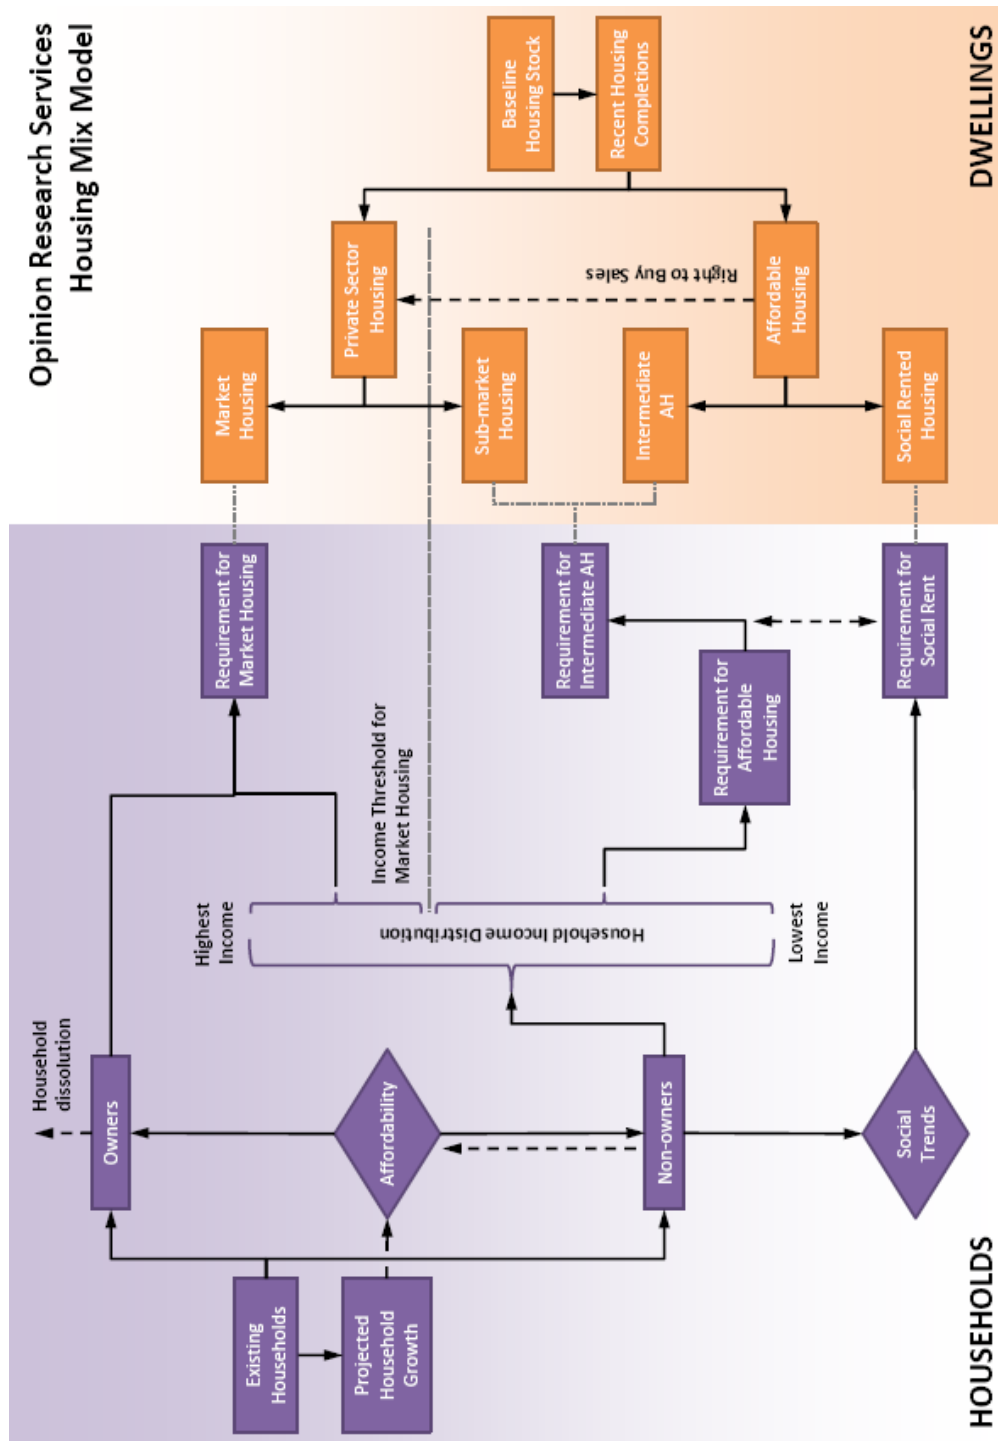 Opinion Research Services
Housing Mix Model
HOUSEHOLDS
DWELLINGS
Existing
Households
Projected
Household
Growth
Household
dissolution
Owners
Affordability
Non-owners
Social
Trends
Highest
Income
Household Income Distribution
Lowest
Income
Income Threshold for
Market Housing
Requirement for
Market Housing
Requirement for
Intermediate AH
Requirement for
Affordable
Housing
Requirement for
Social Rent
Market
Housing
Sub-market
Housing
Intermediate
AH
Social Rented
Housing
Private Sector
Housing
Right to Buy Sales
Affordable
Housing
Baseline
Housing Stock
Recent Housing
Completions